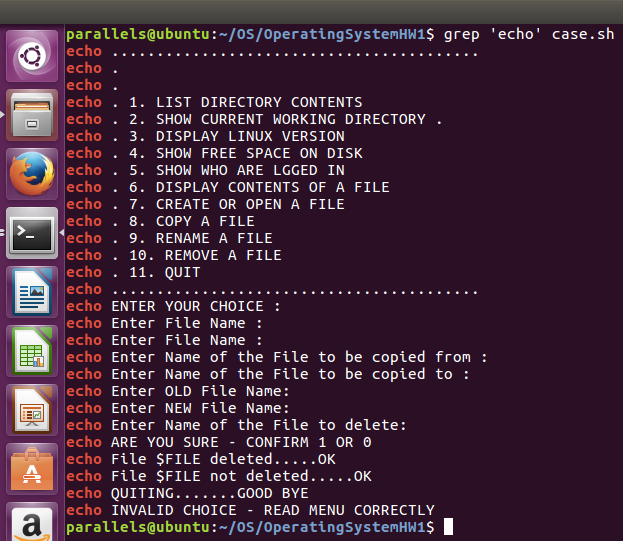 parallels@ubuntu:~/OS/OperatingSystemHW1$ grep 'echo' case.sh
echo .........................................
echo .
echo .
echo . 1. LIST DIRECTORY CONTENTS
echo . 2. SHOW CURRENT WORKING DIRECTORY .
echo . 3. DISPLAY LINUX VERSION
echo . 4. SHOW FREE SPACE ON DISK
echo . 5. SHOW WHO ARE LGGED IN
echo . 6. DISPLAY CONTENTS OF A FILE
echo . 7. CREATE OR OPEN A FILE
echo . 8. COPY A FILE
echo . 9. RENAME A FILE
echo . 10. REMOVE A FILE
echo . 11. QUIT
echo .........................................
echo ENTER YOUR CHOICE :
echo Enter File Name :
echo Enter File Name :
echo Enter Name of the File to be copied from :
echo Enter Name of the File to be copied to :
echo Enter OLD File Name:
echo Enter NEW File Name:
echo Enter Name of the File to delete:
echo ARE YOU SURE - CONFIRM 1 OR 0
echo File $FILE deleted.....OK
echo File $FILE not deleted.....OK
echo QUITING.......GOOD BYE
echo INVALID CHOICE - READ MENU CORRECTLY
parallels@ubuntu:~/OS/OperatingSystemHW1$